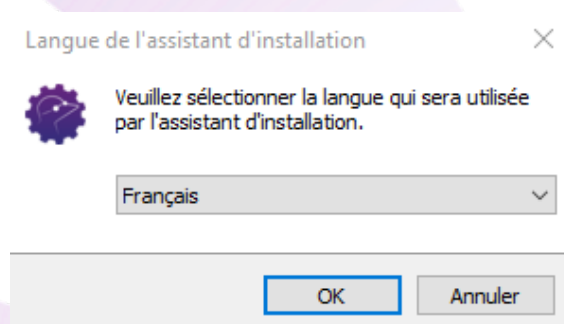 Langue de l'assistant d'installation
Veuillez sélectionner la langue qui sera utilisée
par l'assistant d'installation.
Français
OK
Annuler